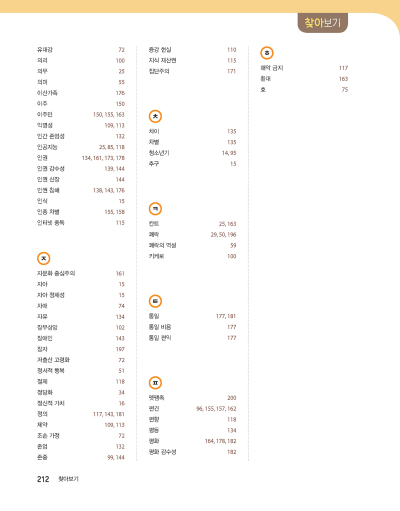 찾아보기
유대감 72
의리 100
의무 25
의미 55
이산가족 176
이주 150
이주민 150, 155, 163
익명성 109, 113
인간 존엄성 132
인공지능 25, 85, 118
인권 134, 161, 173, 178
인권 감수성 139, 144
인권 신장 144
인권 침해 138, 143, 176
인식 15
인종 차별 155, 158
인터넷 중독 115
ㅈ
자문화 중심주의 161
자아 15
자아 정체성 15
자애 74
자유 134
장부상망 102
장애인 143
장자 197
저출산 고령화 72
정서적 행복 51
절제 118
정당화 34
정신적 가치 16
정의 117, 143, 181
제약 109, 113
조손 가정 72
존엄 132
존중 99, 144
증강 현실 110
지식 재산권 115
집단주의 171
ㅊ
차이 135
차별 135
청소년기 14, 95
추구 15
ㅋ
칸트 25, 163
쾌락 29, 50, 196
쾌락의 역설 59
키케로 100
ㅌ
통일 177, 181
통일 비용 177
통일 편익 177
ㅍ
펫팸족 200
편견 96, 155, 157, 162
편향 118
평등 134
평화 164, 178, 182
평화 감수성 182
ㅎ
해악 금지 117
환대 163
효 75
212 찾아보기